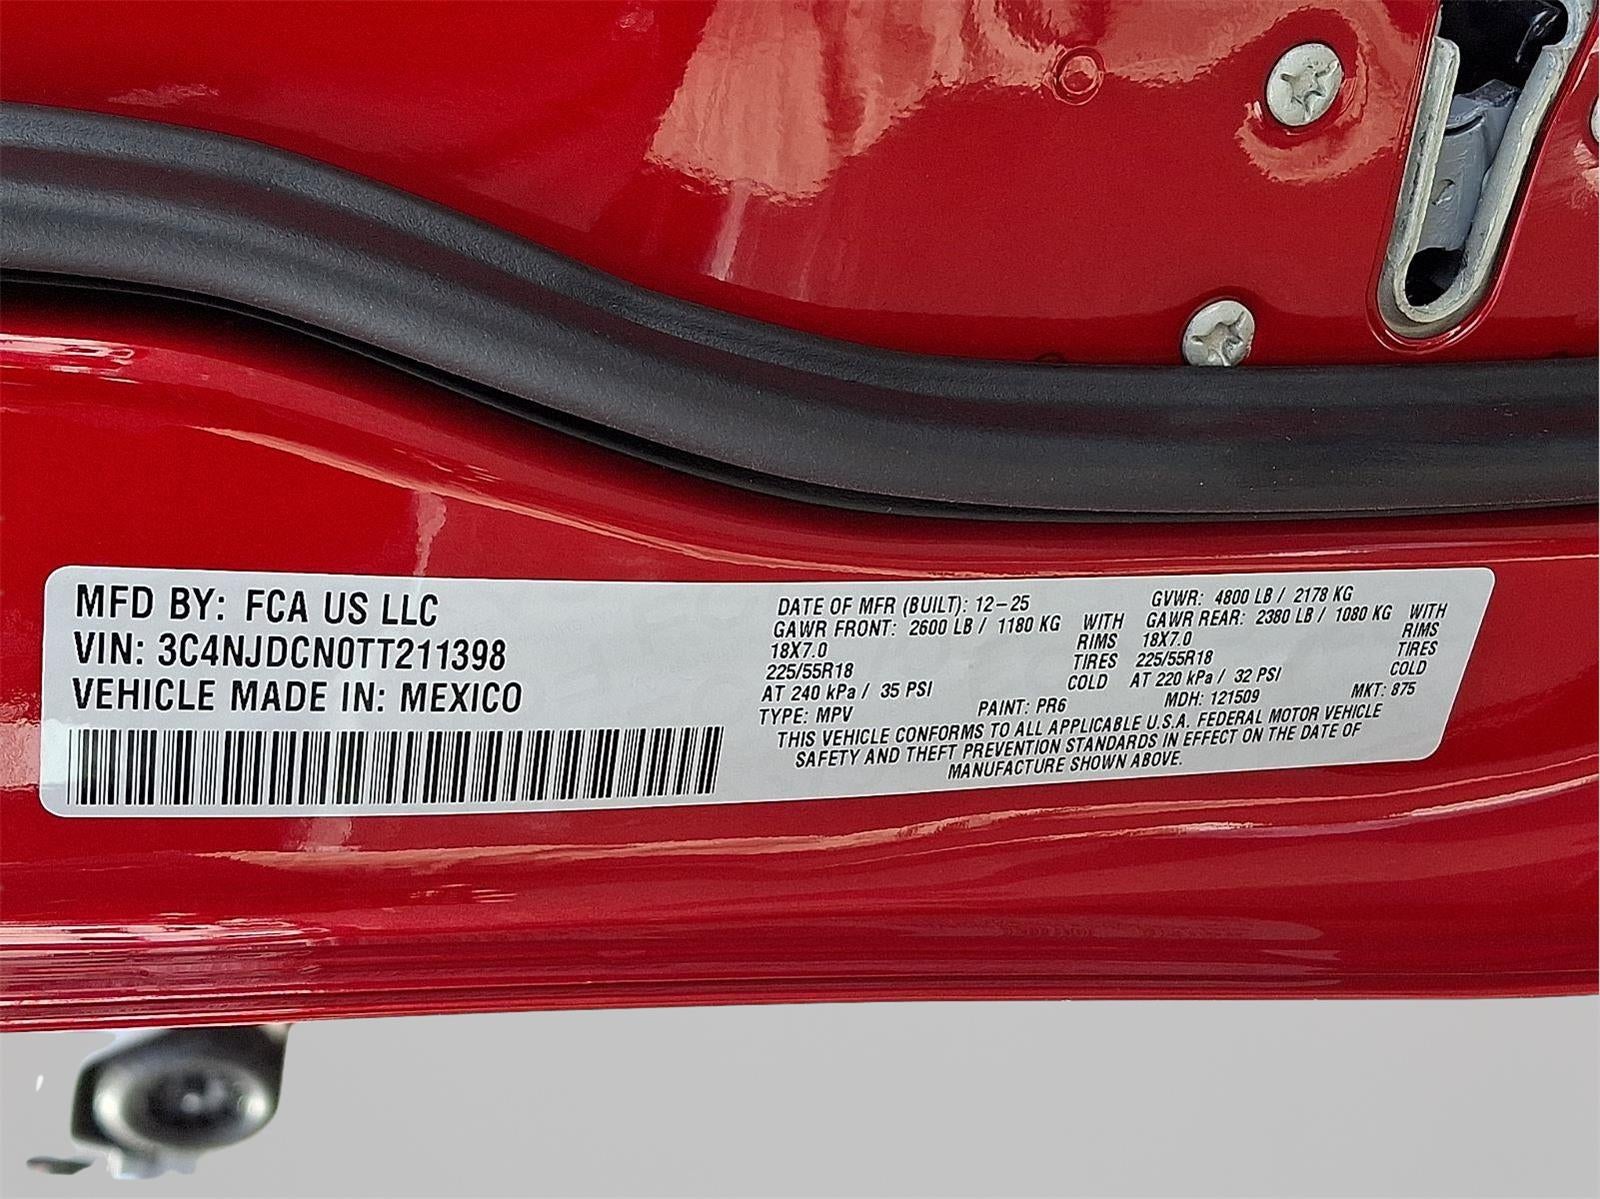 MFD BY: FCA US LLC
VIN: 3C4NJDCN0TT211398
VEHICLE MADE IN: MEXICO
DATE OF MFR (BUILT): 12-25 GVWR: 4800 LB / 2178 KG
GAWR FRONT: 2600 LB / 1180 KG WITH GAWR REAR: 2380 LB / 1080 KG WITH
18X7.0 RIMS 18X7.0 RIMS
225/55R18 TIRES 225/55R18 TIRES
AT 240 kPa / 35 PSI COLD AT 220 kPa / 32 PSI COLD
TYPE: MPV PAINT: PR6 MDH: 121509 MKT: 875
THIS VEHICLE CONFORMS TO ALL APPLICABLE U.S.A. FEDERAL MOTOR VEHICLE
SAFETY AND THEFT PREVENTION STANDARDS IN EFFECT ON THE DATE OF
MANUFACTURE SHOWN ABOVE.